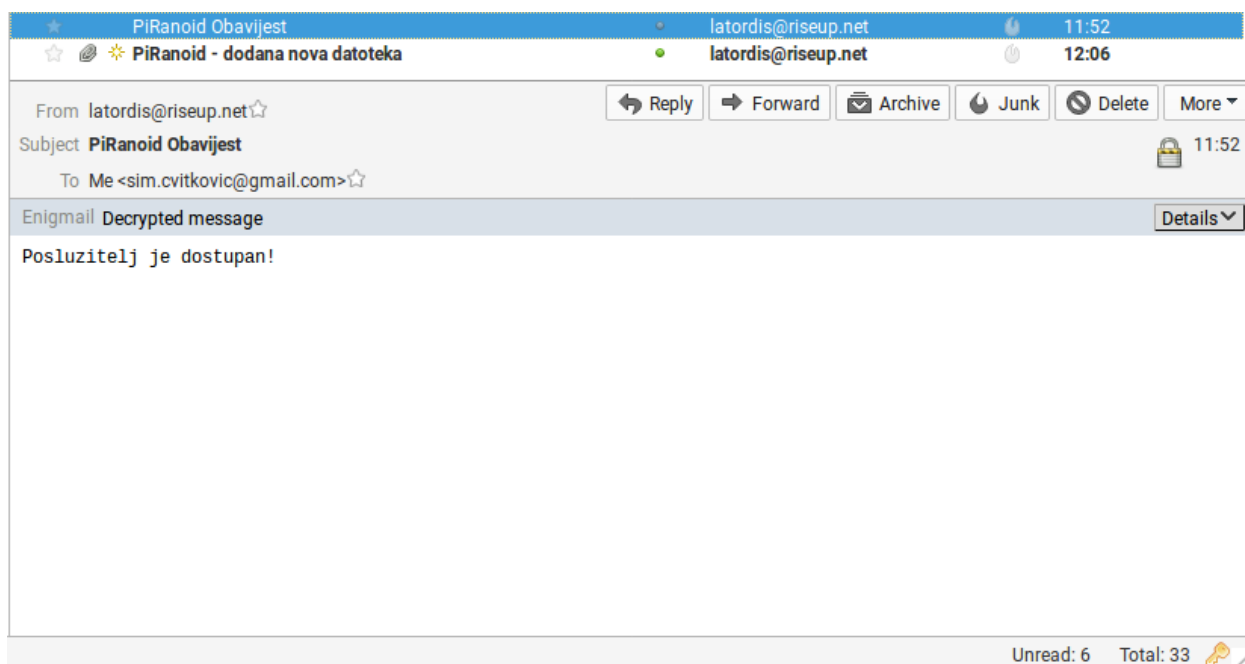 PiRanoid Obavijest latordis@riseup.net 11:52
PiRanoid - dodana nova datoteka latordis@riseup.net 12:06
From latordis@riseup.net Reply Forward Archive Junk Delete More
Subject PiRanoid Obavijest 11:52
To Me <sim.cvitkovic@gmail.com>
Enigmail Decrypted message Details
Posluzitelj je dostupan!
Unread: 6 Total: 33